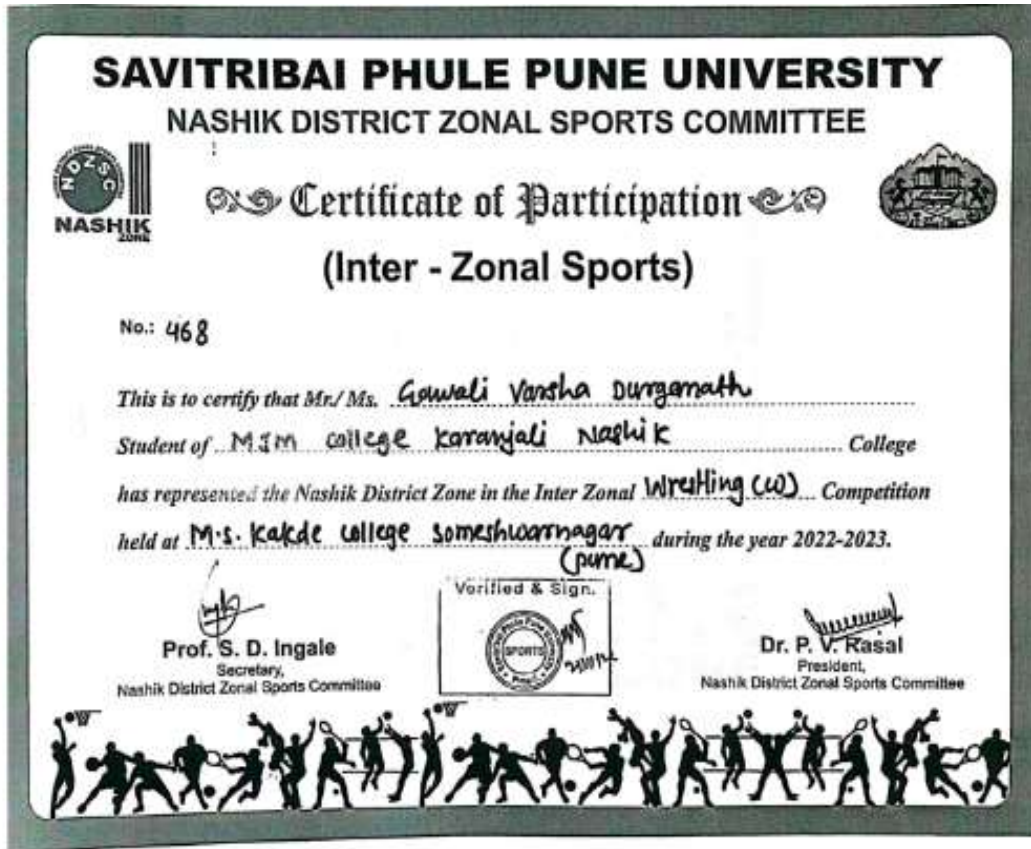 SAVITRIBAI PHULE PUNE UNIVERSITY
NASHIK DISTRICT ZONAL SPORTS COMMITTEE
NDZSC
NASHIK
ZONE
Certificate of Participation
(Inter - Zonal Sports)
No.: 468
This is to certify that Mr./ Ms. Gawali Varsha Durganath
Student of MJM college Karanjali Nashik College
has represented the Nashik District Zone in the Inter Zonal Wrestling (W) Competition
held at M.S. Kakde college Someshwarnagar (pune) during the year 2022-2023.
Verified & Sign.
SPORTS
Prof. S. D. Ingale
Secretary,
Nashik District Zonal Sports Committee
Dr. P. V. Rasal
President,
Nashik District Zonal Sports Committee